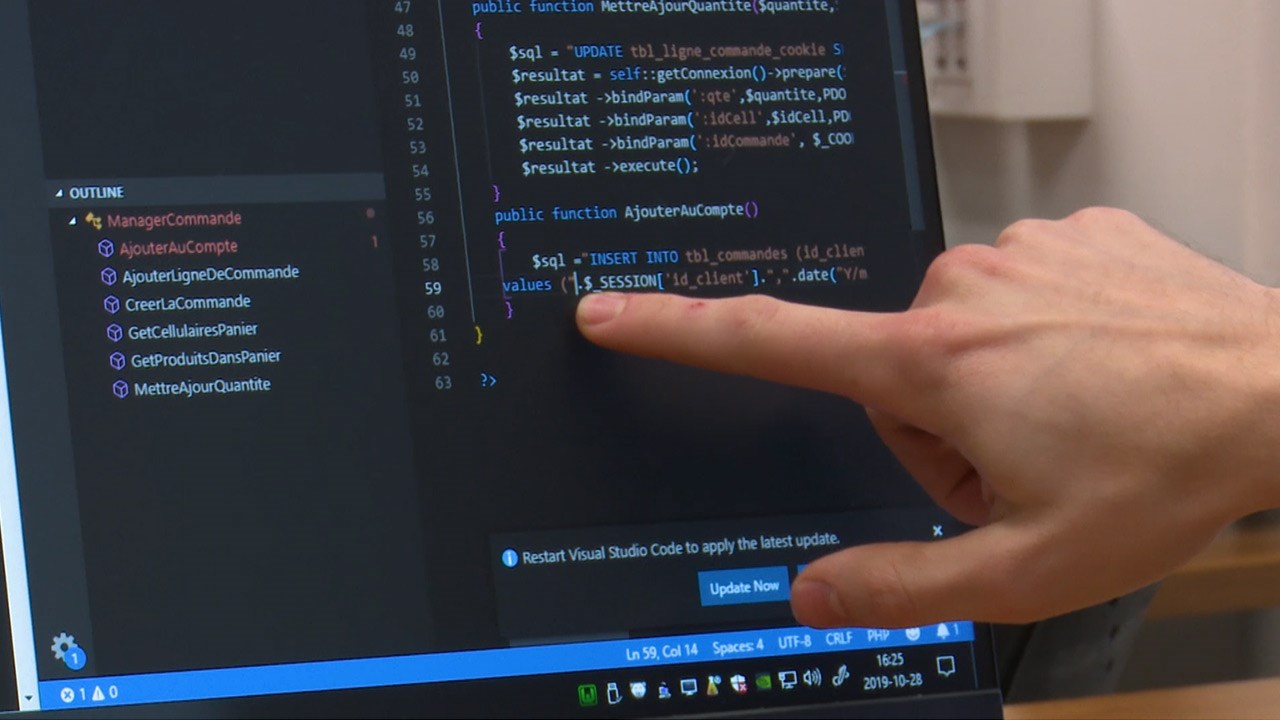 47 public function MettreAjourQuantite($quantite,
48 {
49 $sql = "UPDATE tbl_ligne_commande_cookie S
50 $resultat = self::getConnexion()->prepare(
51 $resultat ->bindParam(':qte',$quantite,PDO
52 $resultat ->bindParam(':idCell',$idCell,PD
53 $resultat ->bindParam(':idCommande', $_COO
54 $resultat ->execute();
55 }
56 public function AjouterAuCompte()
57 {
58 $sql ="INSERT INTO tbl_commandes (id_clien
59 values (".$_SESSION['id_client'].",".date("Y/m
60 }
61 }
62
63 ?>
OUTLINE
ManagerCommande
AjouterAuCompte 1
AjouterLigneDeCommande
CreerLaCommande
GetCellulairesPanier
GetProduitsDansPanier
MettreAjourQuantite
Restart Visual Studio Code to apply the latest update.
Update Now
1
1 0 Ln 59, Col 14 Spaces: 4 UTF-8 CRLF PHP 1
16:25
2019-10-28